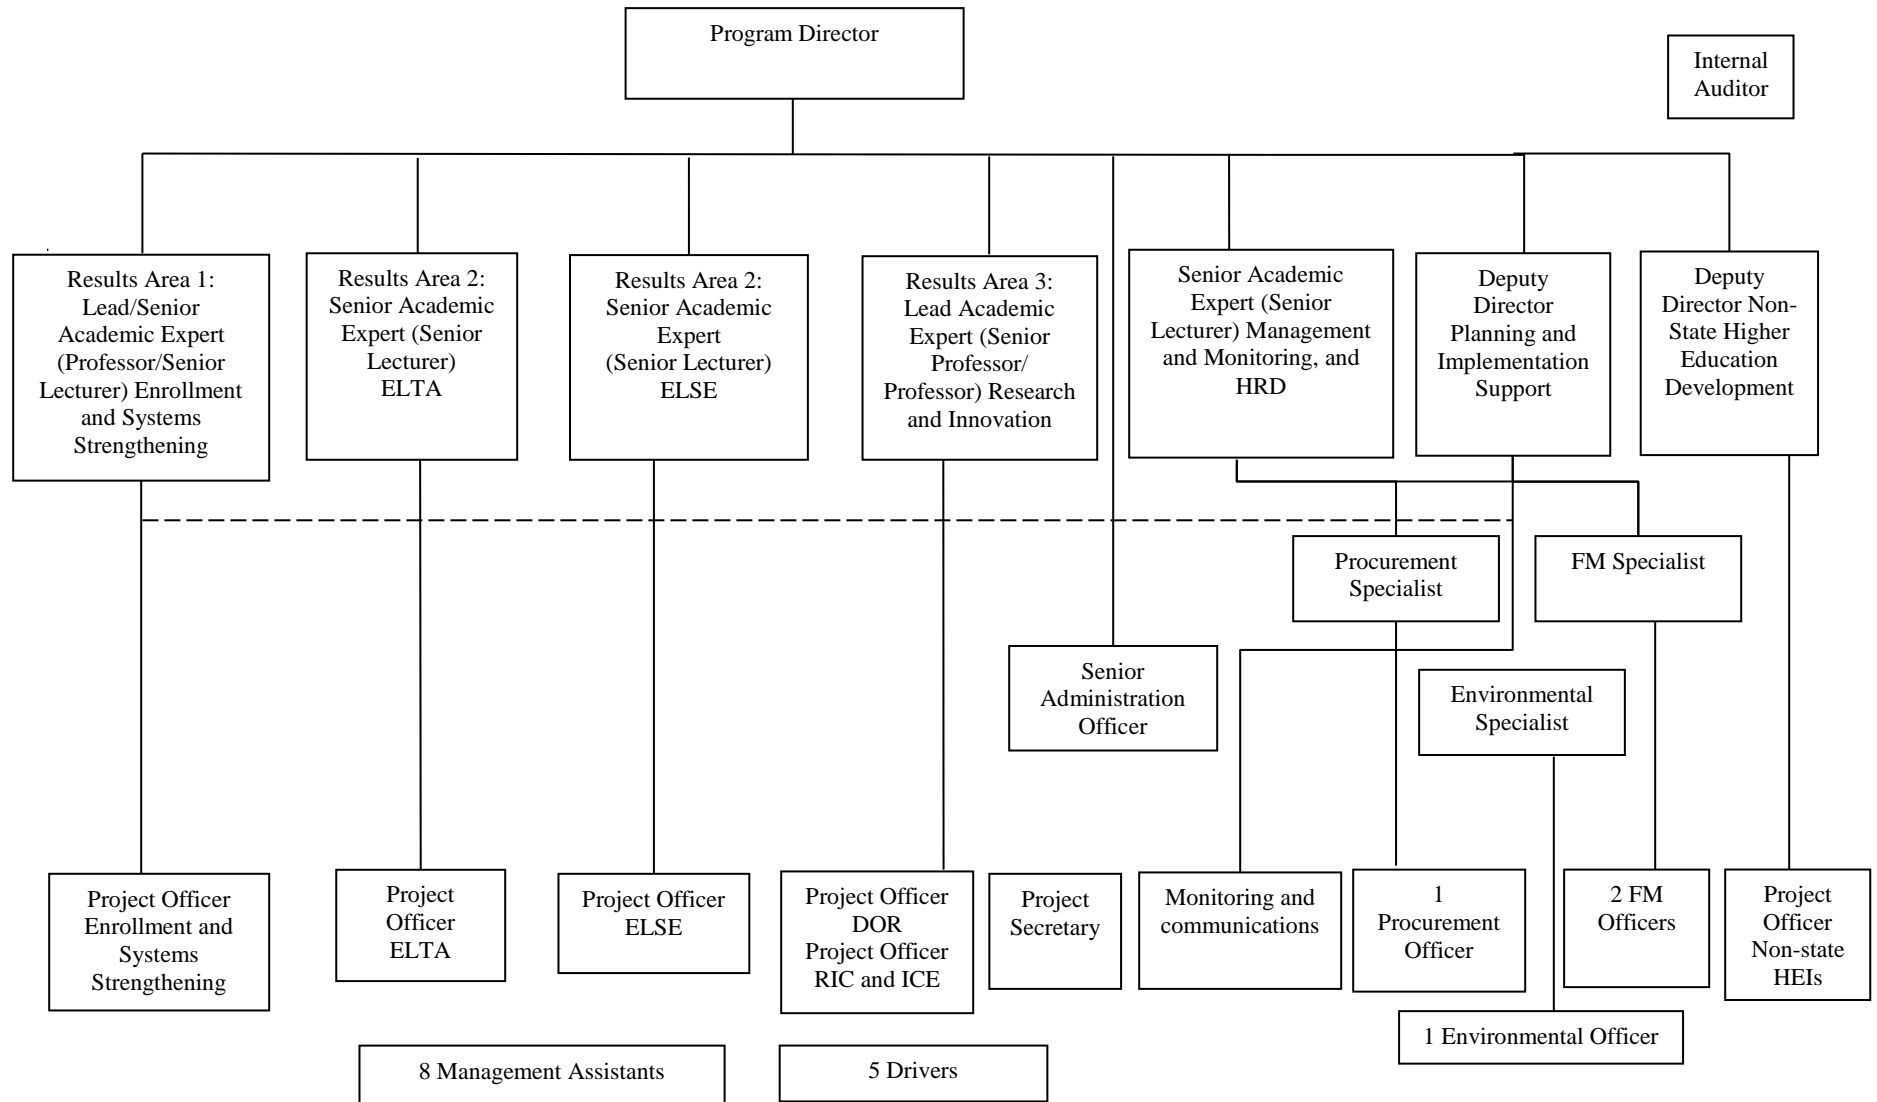 Program Director
Internal
Auditor
Results Area 1:
Lead/Senior
Academic Expert
(Professor/Senior
Lecturer) Enrollment
and Systems
Strengthening
Results Area 2:
Senior Academic
Expert (Senior
Lecturer)
ELTA
Results Area 2:
Senior Academic
Expert
(Senior Lecturer)
ELSE
Results Area 3:
Lead Academic
Expert (Senior
Professor/
Professor) Research
and Innovation
Senior Academic
Expert (Senior
Lecturer) Management
and Monitoring, and
HRD
Deputy
Director
Planning and
Implementation
Support
Deputy
Director Non-
State Higher
Education
Development
Procurement
Specialist
FM Specialist
Senior
Administration
Officer
Environmental
Specialist
Project Officer
Enrollment and
Systems
Strengthening
Project
Officer
ELTA
Project Officer
ELSE
Project Officer
DOR
Project Officer
RIC and ICE
Project
Secretary
Monitoring and
communications
1
Procurement
Officer
2 FM
Officers
Project
Officer
Non-state
HEIs
1 Environmental Officer
8 Management Assistants
5 Drivers